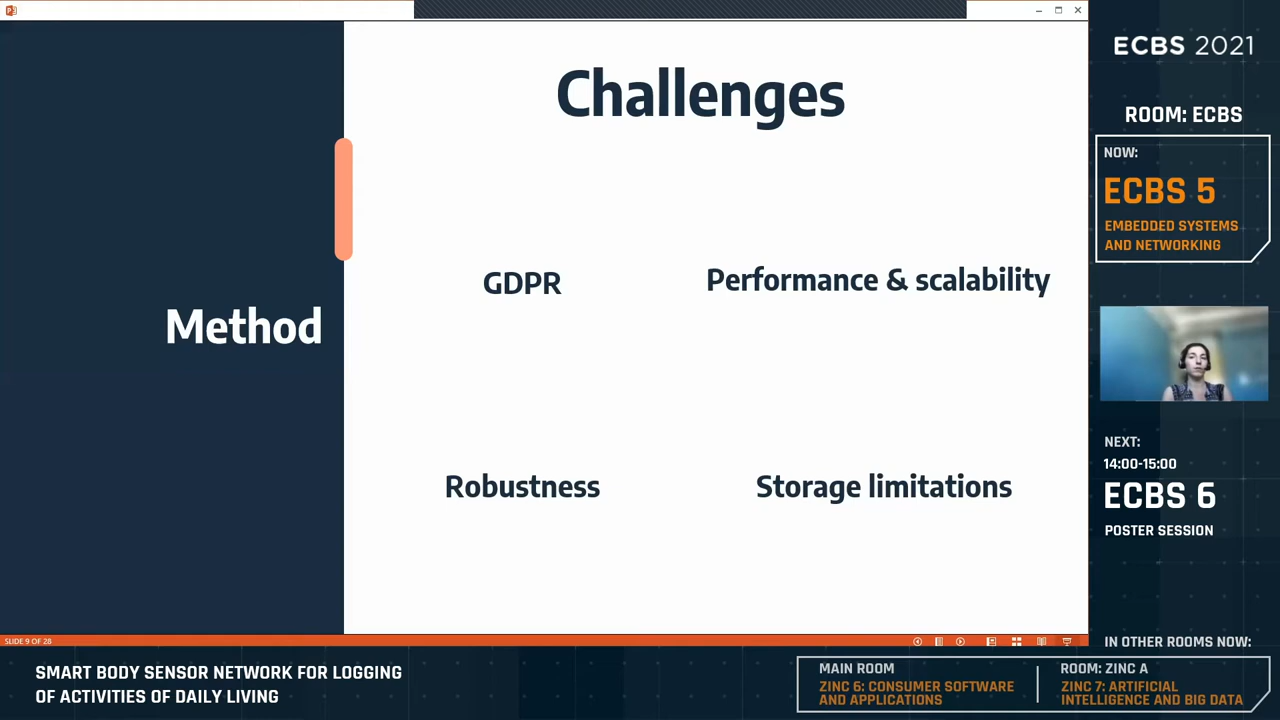 Challenges
Method
GDPR
Performance & scalability
Robustness
Storage limitations
SLIDE 9 OF 28
ECBS 2021
ROOM: ECBS
NOW:
ECBS 5
EMBEDDED SYSTEMS
AND NETWORKING
NEXT:
14:00-15:00
ECBS 6
POSTER SESSION
IN OTHER ROOMS NOW:
SMART BODY SENSOR NETWORK FOR LOGGING
OF ACTIVITIES OF DAILY LIVING
MAIN ROOM
ZINC 6: CONSUMER SOFTWARE
AND APPLICATIONS
ROOM: ZINC A
ZINC 7: ARTIFICIAL
INTELLIGENCE AND BIG DATA